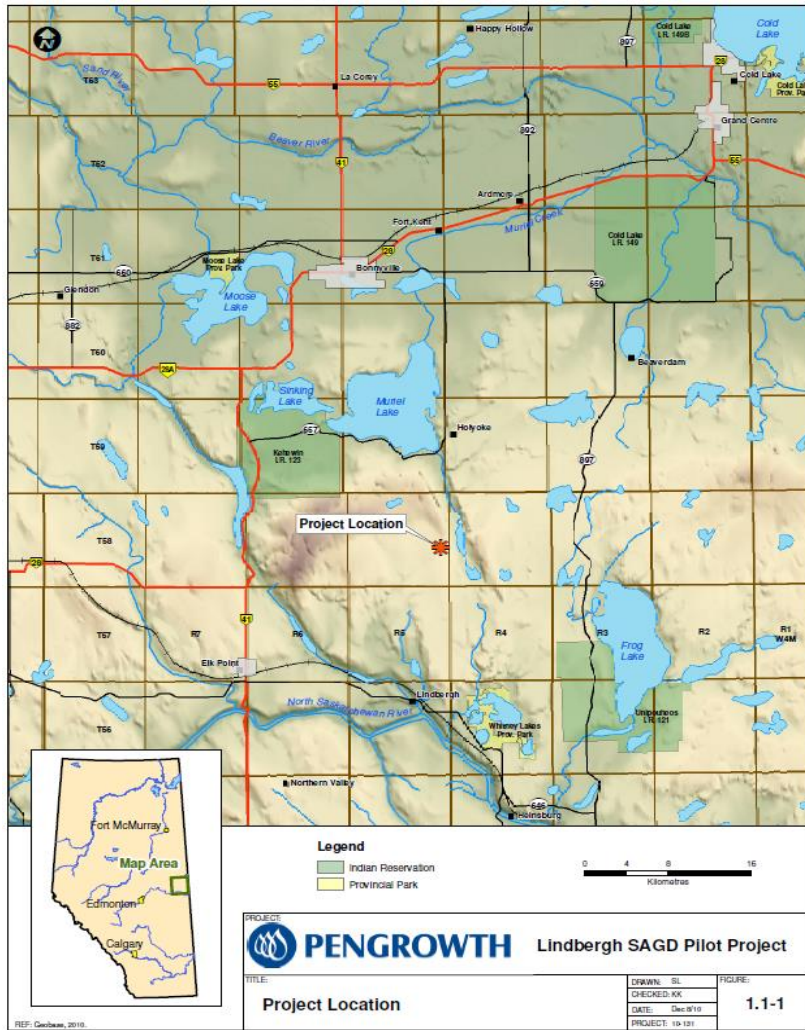 Happy Hollow
Cold Lake
I.R. 149B
Cold
Lake
897
Sand River
T63
La Corey
55
28
Cold Lake
Cold Lake
Prov. Park
Grand Centre
Beaver River
892
41
T62
55
Ardmore
Muriel Creek
Fort Kent
Cold Lake
I.R. 149
T61
Moose Lake
Prov. Park
28
660
Bonnyville
659
Glendon
Moose
Lake
882
T60
28A
Beaverdam
Sinking
Lake
Muriel
Lake
657
Holyoke
T59
Kehewin
I.R. 123
897
Project Location
T58
29
41
T57
R7
R6
R5
R4
R3
R2
R1
W4M
Frog
Lake
Elk Point
Lindbergh
North Saskatchewan River
Whitney Lakes
Prov. Park
Unipouheos
I.R. 121
T56
Northern Valley
646
Heinsburg
Fort McMurray
Map Area
Edmonton
Calgary
Legend
Indian Reservation
Provincial Park
0 4 8 16
Kilometres
PROJECT:
PENGROWTH
Lindbergh SAGD Pilot Project
TITLE:
Project Location
DRAWN: SL
CHECKED: KK
DATE: Dec 8/10
PROJECT: 10-131
FIGURE:
1.1-1
REF: Geobase, 2010.